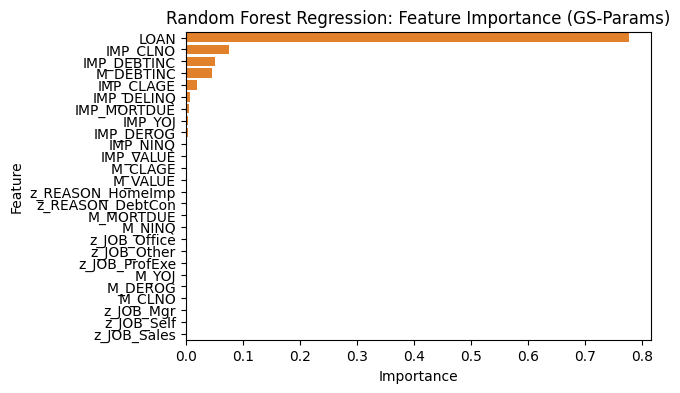 Random Forest Regression: Feature Importance (GS-Params)
LOAN
IMP_CLNO
IMP_DEBTINC
M_DEBTINC
IMP_CLAGE
IMP_DELINQ
IMP_MORTDUE
IMP_YOJ
IMP_DEROG
IMP_NINQ
IMP_VALUE
M_CLAGE
M_VALUE
z_REASON_HomeImp
z_REASON_DebtCon
M_MORTDUE
M_NINQ
z_JOB_Office
z_JOB_Other
z_JOB_ProfExe
M_YOJ
M_DEROG
M_CLNO
z_JOB_Mgr
z_JOB_Self
z_JOB_Sales
Feature
0.0 0.1 0.2 0.3 0.4 0.5 0.6 0.7 0.8
Importance